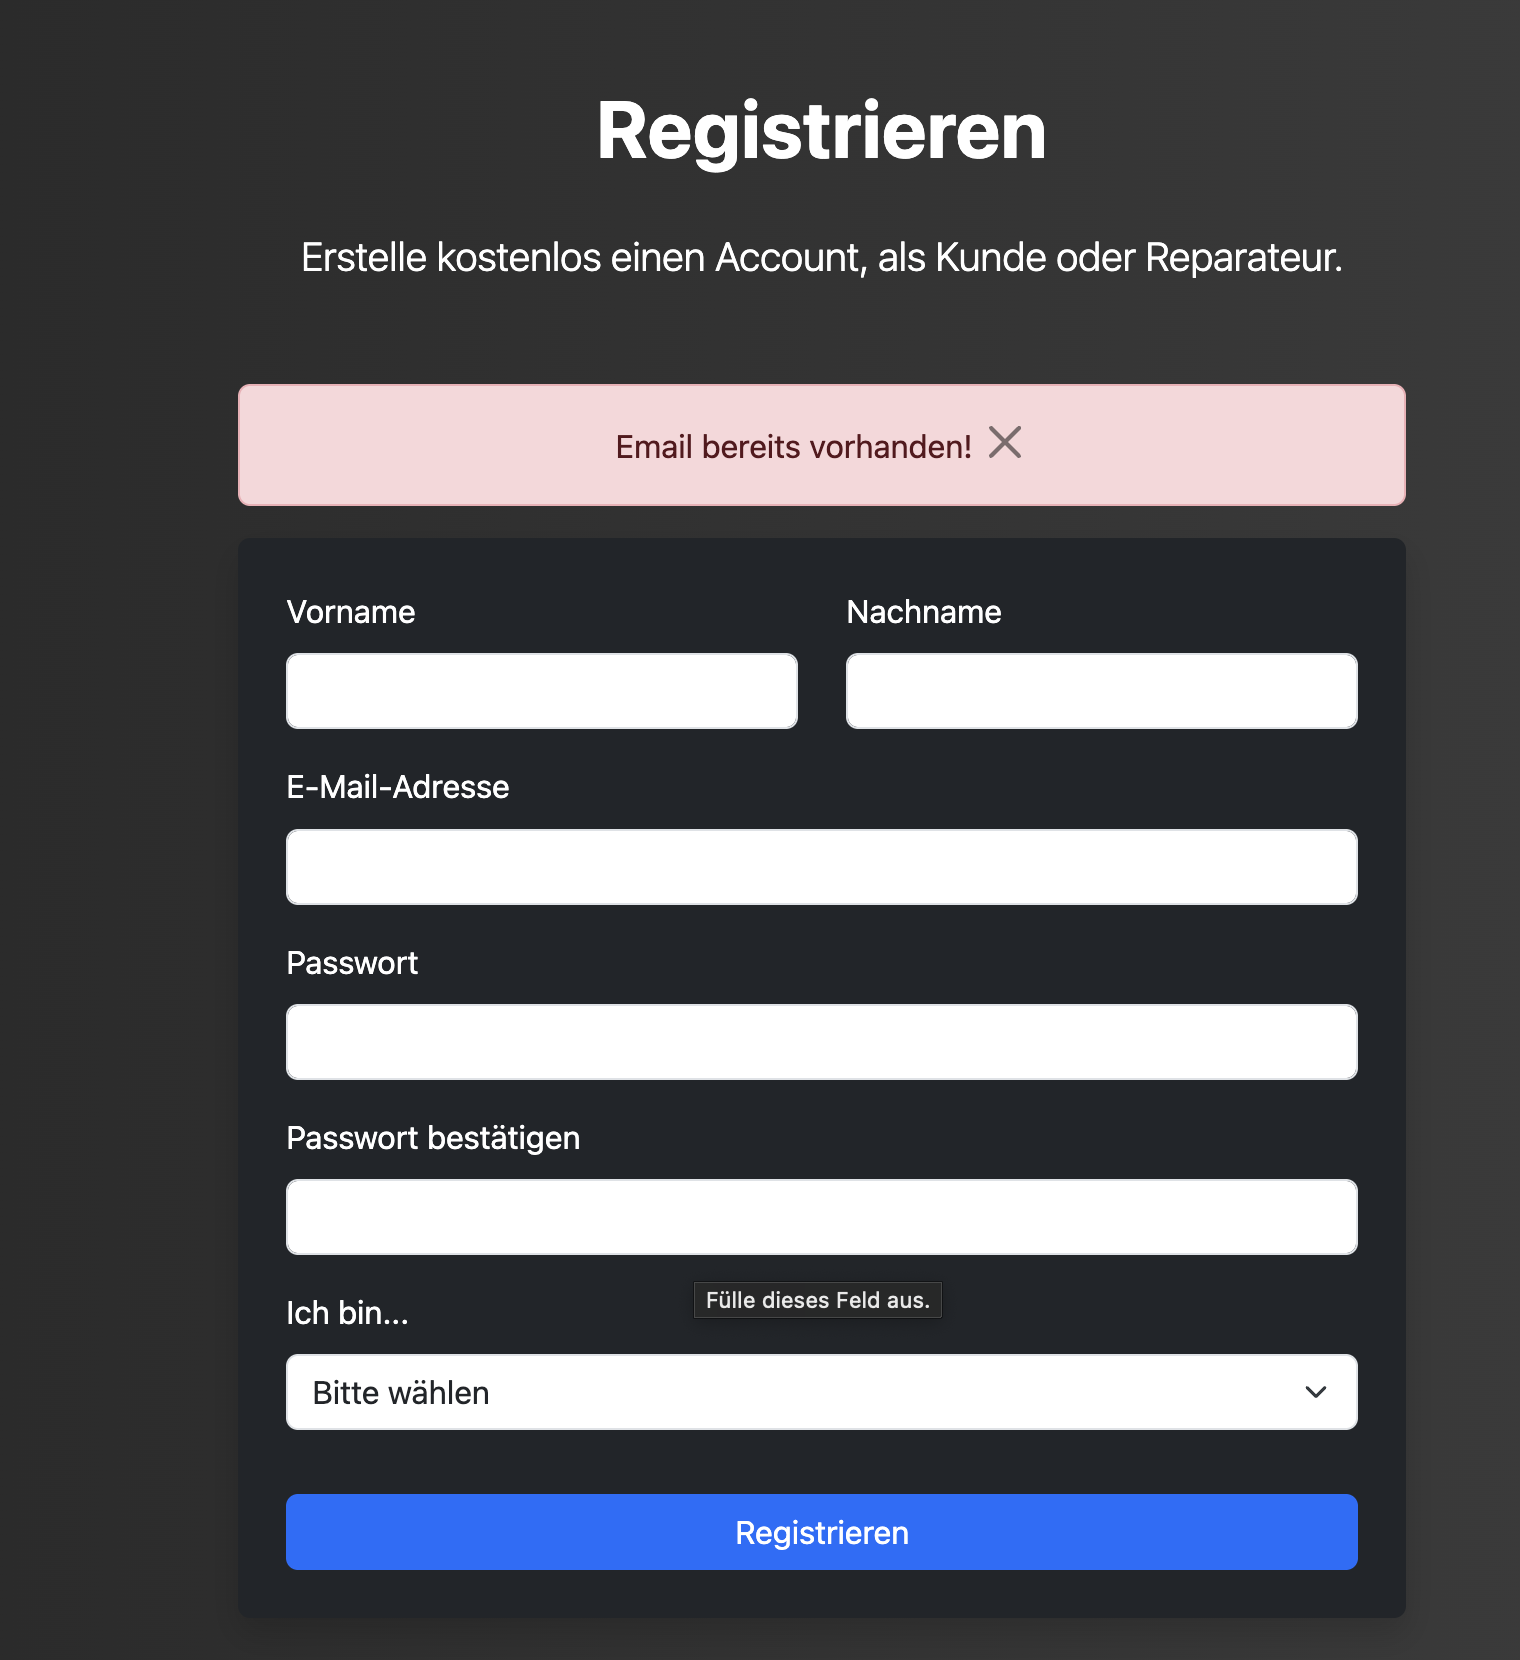 Registrieren
Erstelle kostenlos einen Account, als Kunde oder Reparateur.
Email bereits vorhanden!
Vorname
Nachname
E-Mail-Adresse
Passwort
Passwort bestätigen
Fülle dieses Feld aus.
Ich bin...
Bitte wählen
Registrieren